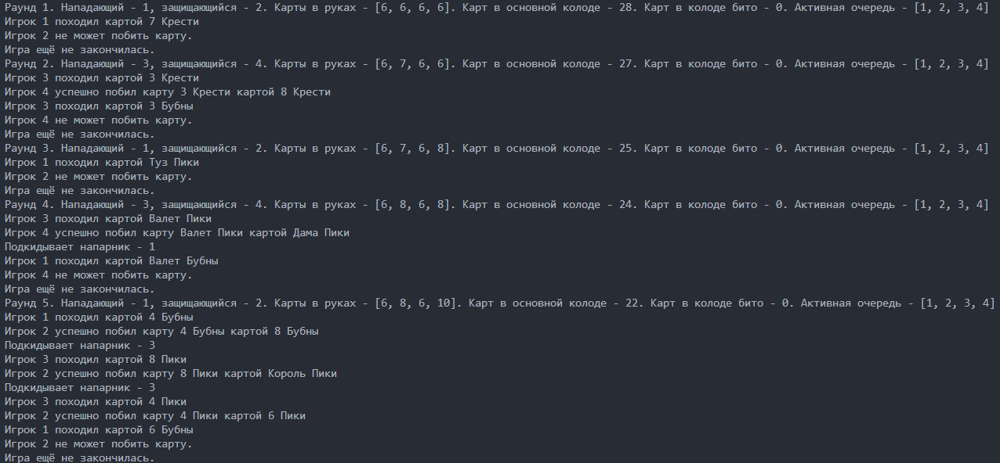 Раунд 1. Нападающий - 1, защищающийся - 2. Карты в руках - [6, 6, 6, 6]. Карт в основной колоде - 28. Карт в колоде бито - 0. Активная очередь - [1, 2, 3, 4]
Игрок 1 походил картой 7 Крести
Игрок 2 не может побить карту.
Игра ещё не закончилась.
Раунд 2. Нападающий - 3, защищающийся - 4. Карты в руках - [6, 7, 6, 6]. Карт в основной колоде - 27. Карт в колоде бито - 0. Активная очередь - [1, 2, 3, 4]
Игрок 3 походил картой 3 Крести
Игрок 4 успешно побил карту 3 Крести картой 8 Крести
Игрок 3 походил картой 3 Бубны
Игрок 4 не может побить карту.
Игра ещё не закончилась.
Раунд 3. Нападающий - 1, защищающийся - 2. Карты в руках - [6, 7, 6, 8]. Карт в основной колоде - 25. Карт в колоде бито - 0. Активная очередь - [1, 2, 3, 4]
Игрок 1 походил картой Туз Пики
Игрок 2 не может побить карту.
Игра ещё не закончилась.
Раунд 4. Нападающий - 3, защищающийся - 4. Карты в руках - [6, 8, 6, 8]. Карт в основной колоде - 24. Карт в колоде бито - 0. Активная очередь - [1, 2, 3, 4]
Игрок 3 походил картой Валет Пики
Игрок 4 успешно побил карту Валет Пики картой Дама Пики
Подкидывает напарник - 1
Игрок 1 походил картой Валет Бубны
Игрок 4 не может побить карту.
Игра ещё не закончилась.
Раунд 5. Нападающий - 1, защищающийся - 2. Карты в руках - [6, 8, 6, 10]. Карт в основной колоде - 22. Карт в колоде бито - 0. Активная очередь - [1, 2, 3, 4]
Игрок 1 походил картой 4 Бубны
Игрок 2 успешно побил карту 4 Бубны картой 8 Бубны
Подкидывает напарник - 3
Игрок 3 походил картой 8 Пики
Игрок 2 успешно побил карту 8 Пики картой Король Пики
Подкидывает напарник - 3
Игрок 3 походил картой 4 Пики
Игрок 2 успешно побил карту 4 Пики картой 6 Пики
Игрок 1 походил картой 6 Бубны
Игрок 2 не может побить карту.
Игра ещё не закончилась.